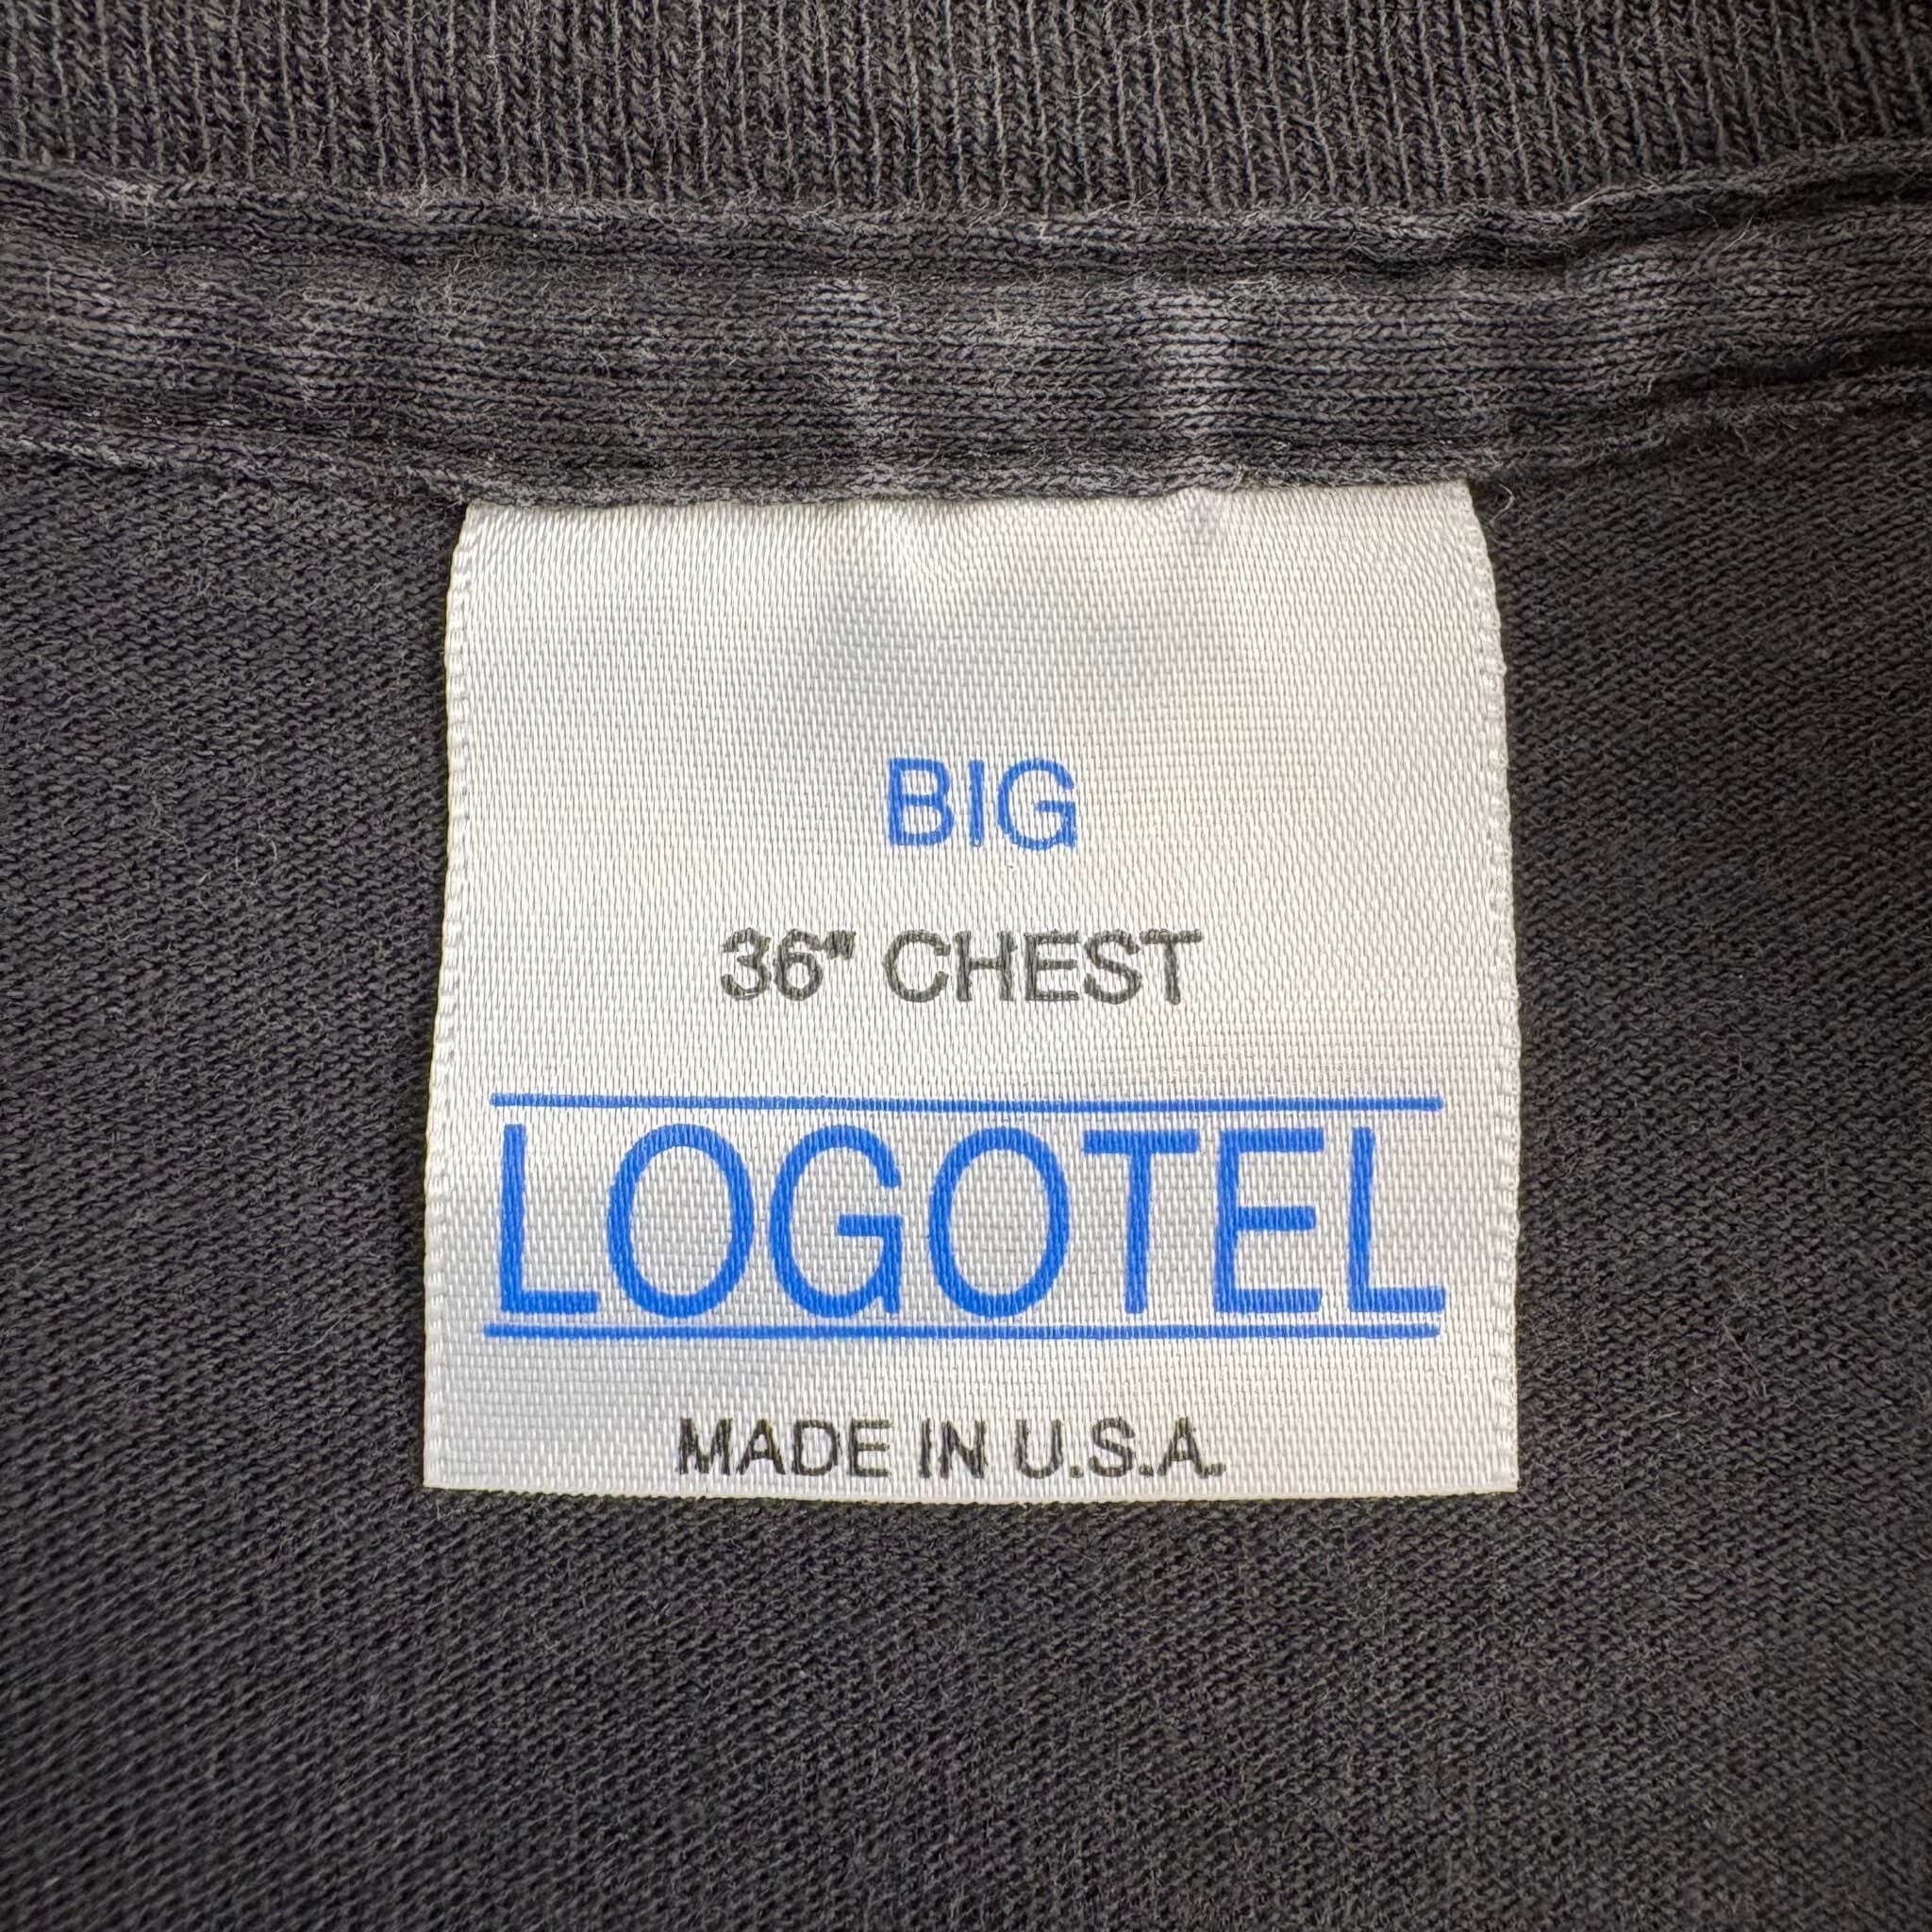 BIG
36" CHEST
LOGOTEL
MADE IN U.S.A.